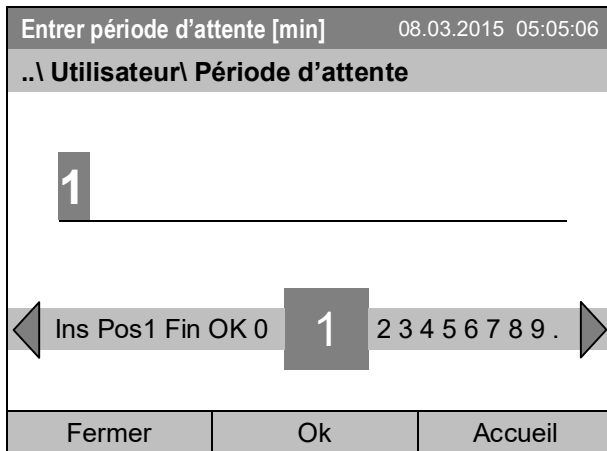 Entrer période d'attente [min] 08.03.2015 05:05:06
..\ Utilisateur\ Période d’attente
1
Ins Pos1 Fin OK 0 1 2 3 4 5 6 7 8 9 .
Fermer Ok Accueil